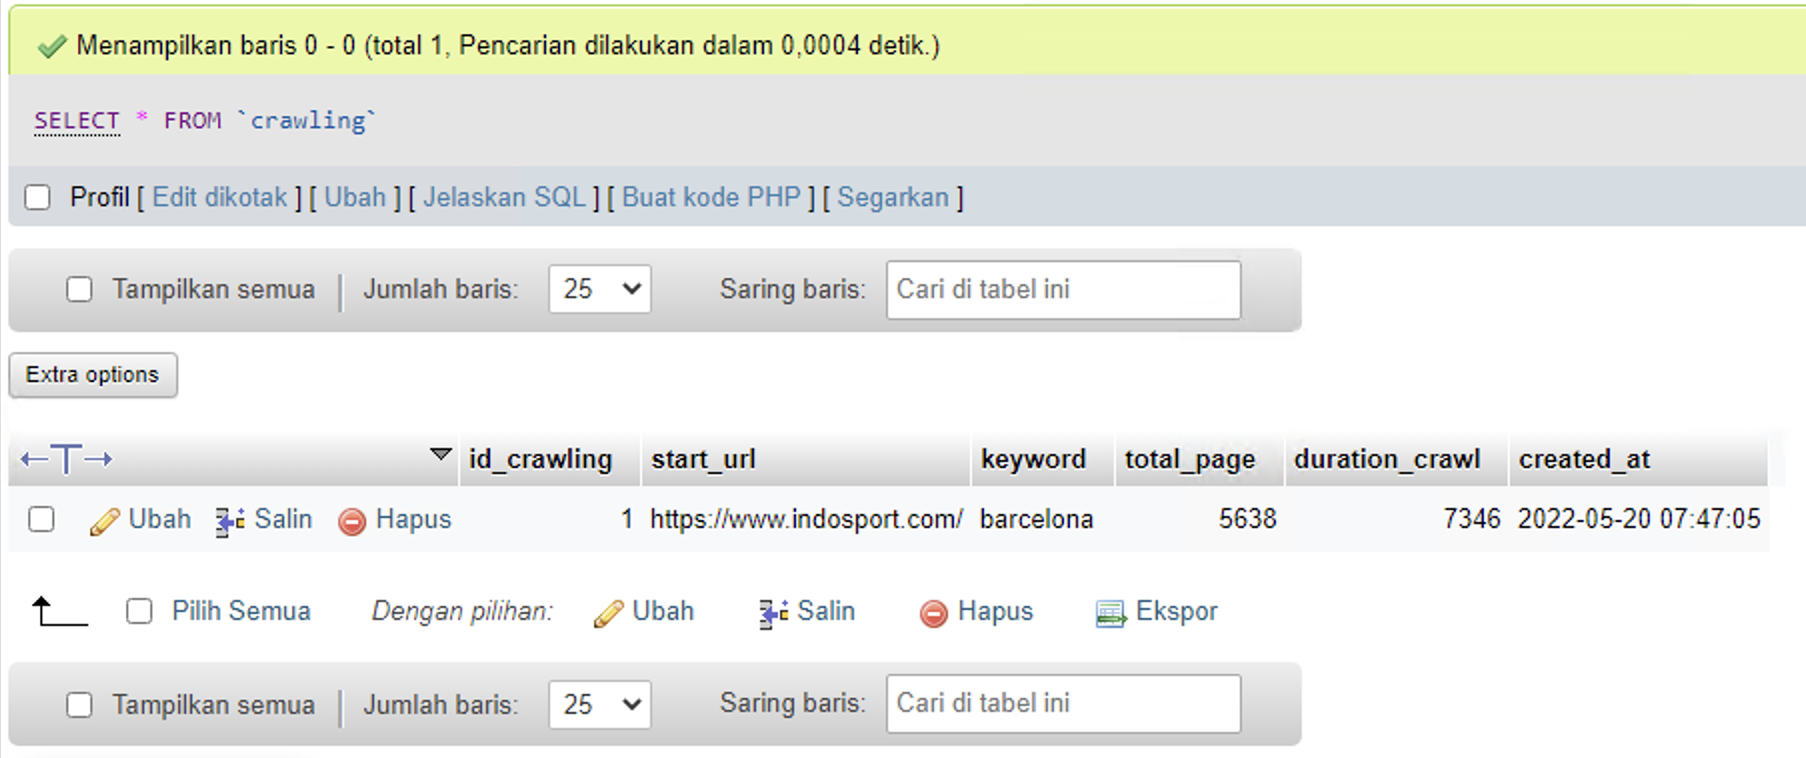 Menampilkan baris 0 - 0 (total 1, Pencarian dilakukan dalam 0,0004 detik.)
SELECT * FROM `crawling`
Profil [ Edit dikotak ] [ Ubah ] [ Jelaskan SQL ] [ Buat kode PHP ] [ Segarkan ]
Tampilkan semua | Jumlah baris: 25 Saring baris: Cari di tabel ini
Extra options
←T→ id_crawling start_url keyword total_page duration_crawl created_at
Ubah Salin Hapus 1 https://www.indosport.com/ barcelona 5638 7346 2022-05-20 07:47:05
Pilih Semua Dengan pilihan: Ubah Salin Hapus Ekspor
Tampilkan semua | Jumlah baris: 25 Saring baris: Cari di tabel ini